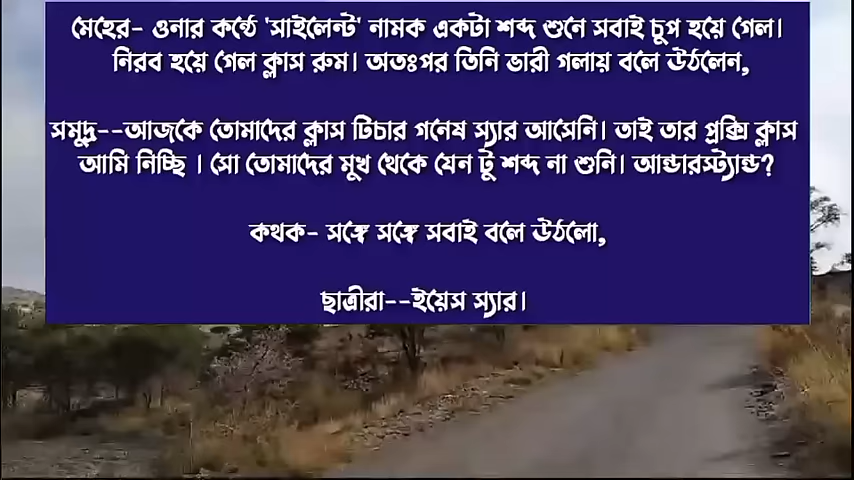 মেহের- ওনার কন্ঠে 'সাইলেন্ট' নামক একটা শব্দ শুনে সবাই চুপ হয়ে গেল।
নিরব হয়ে গেল ক্লাস রুম। অতঃপর তিনি ভারী গলায় বলে উঠলেন,
সমুদ্র--আজকে তোমাদের ক্লাস টিচার গনেষ স্যার আসেনি। তাই তার প্রক্সি ক্লাস
আমি নিচ্ছি । সো তোমাদের মুখ থেকে যেন টু শব্দ না শুনি। আন্ডারস্ট্যান্ড?
কথক- সঙ্গে সঙ্গে সবাই বলে উঠলো,
ছাত্রীরা--ইয়েস স্যার।